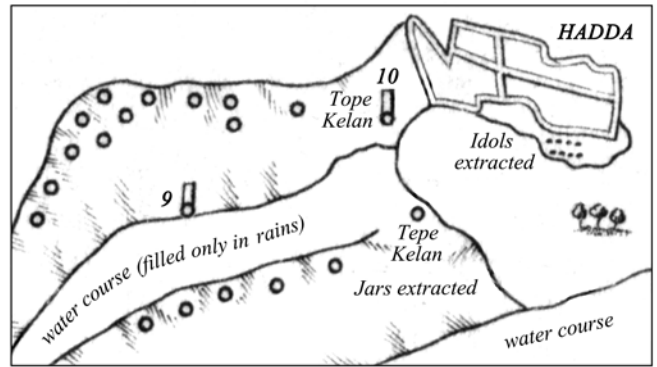 HADDA
10
Tope
Kelan
Idols
extracted
9
water course (filled only in rains)
Tepe
Kelan
Jars extracted
water course